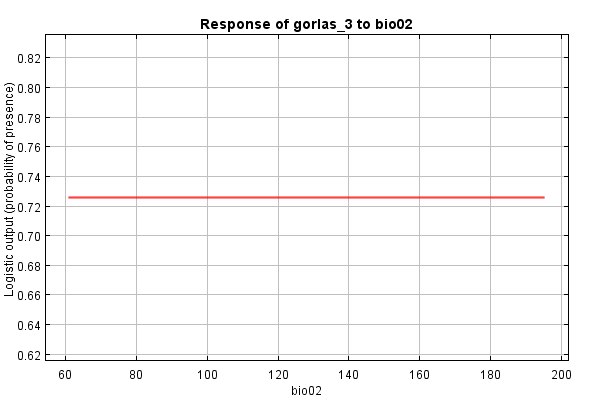 Response of gorlas_3 to bio02
Logistic output (probability of presence)
0.82
0.80
0.78
0.76
0.74
0.72
0.70
0.68
0.66
0.64
0.62
60 80 100 120 140 160 180 200
bio02